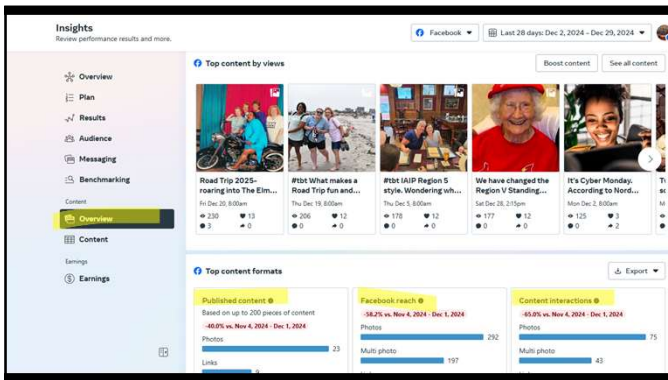 Insights
Review performance results and more.
Facebook
Last 28 days: Dec 2, 2024 – Dec 29, 2024
Overview
Plan
Results
Audience
Messaging
Benchmarking
Content
Overview
Content
Earnings
Earnings
Top content by views
Boost content
See all content
Road Trip 2025-
roaring into The Elm...
Fri Dec 20, 8:00am
230 13
3 0
#tbt What makes a
Road Trip fun and...
Thu Dec 19, 8:00am
206 12
0 0
#tbt IAIP Region 5
style. Wondering wh...
Thu Dec 5, 8:00am
178 12
0 0
We have changed the
Region V Standing...
Sat Dec 28, 2:15pm
177 12
0 0
It's Cyber Monday.
According to Nord...
Mon Dec 2, 8:00am
125 3
0 2
Top content formats
Export
Published content
Based on up to 200 pieces of content
-40.0% vs. Nov 4, 2024 - Dec 1, 2024
Photos
23
Links
9
Facebook reach
-58.2% vs. Nov 4, 2024 - Dec 1, 2024
Photos
292
Multi photo
197
Content interactions
-65.0% vs. Nov 4, 2024 - Dec 1, 2024
Photos
75
Multi photo
43